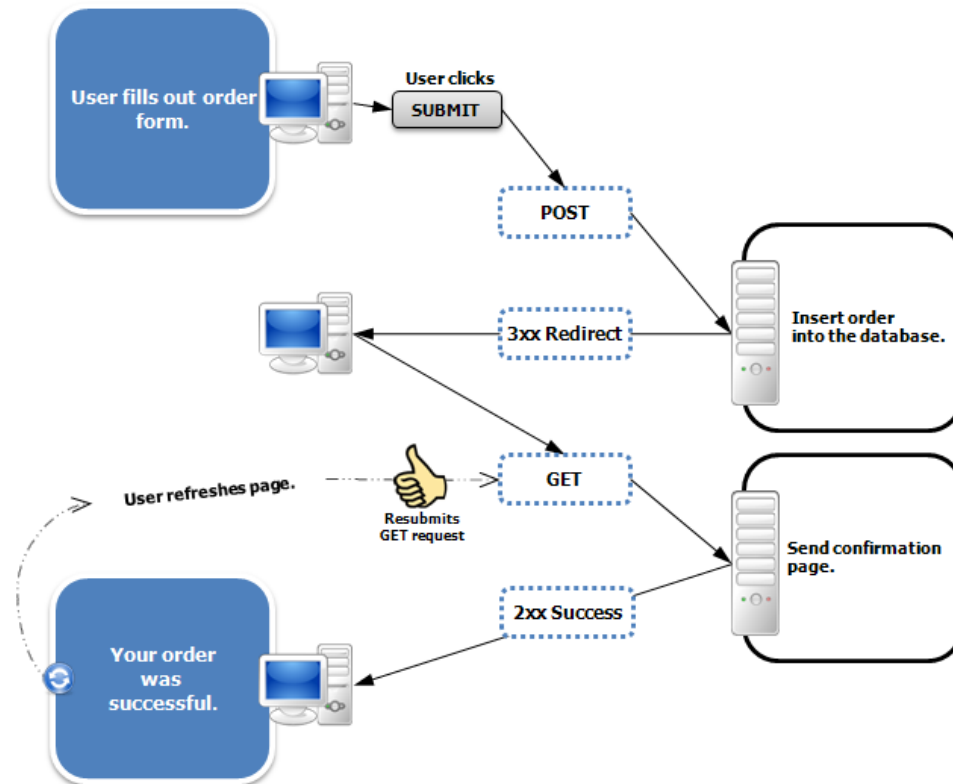 User fills out order
form.
User clicks
SUBMIT
POST
Insert order
into the database.
3xx Redirect
User refreshes page.
Resubmits
GET request
GET
Send confirmation
page.
2xx Success
Your order
was
successful.